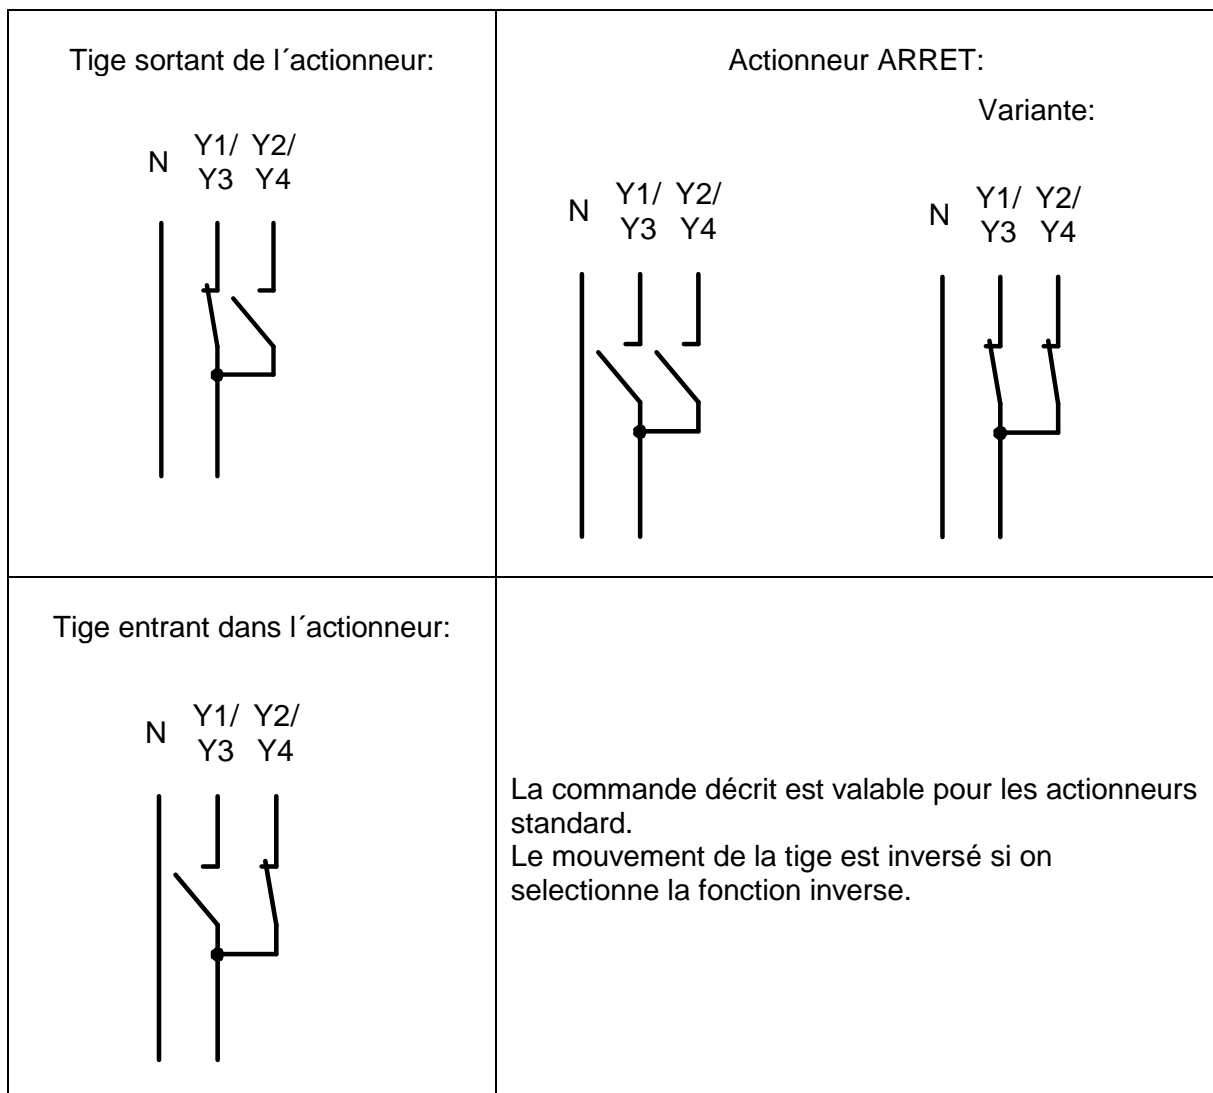 Tige sortant de l´actionneur:
N Y1/ Y2/
Y3 Y4
Actionneur ARRET:
Variante:
N Y1/ Y2/
Y3 Y4
N Y1/ Y2/
Y3 Y4
Tige entrant dans l´actionneur:
N Y1/ Y2/
Y3 Y4
La commande décrit est valable pour les actionneurs
standard.
Le mouvement de la tige est inversé si on
selectionne la fonction inverse.